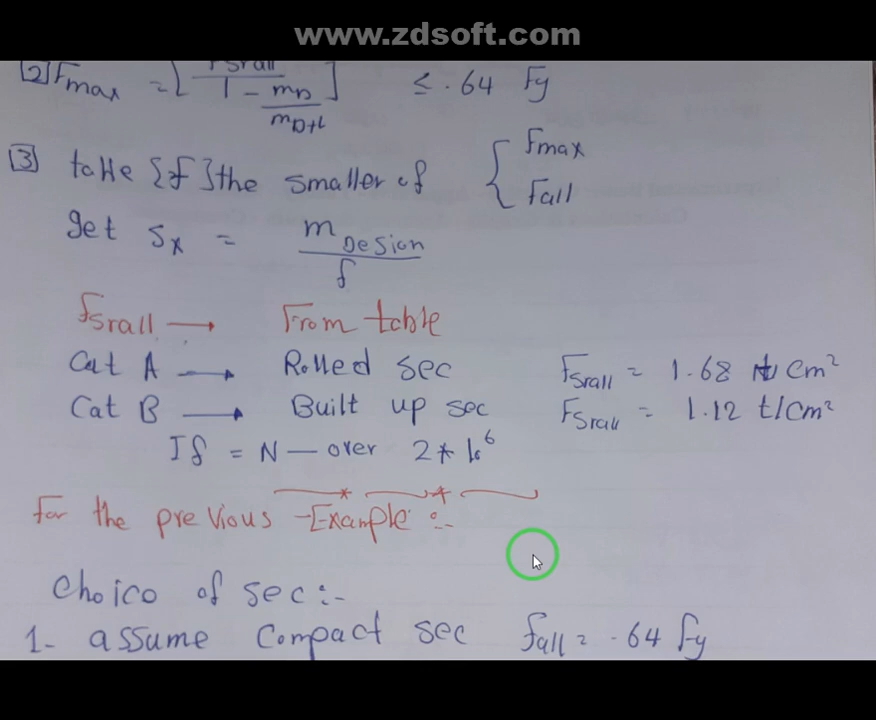 www.zdsoft.com
[2] Fmax = [ Fsrall / 1 - mD / mD+L ] ≤ .64 Fy
[3] take {f} the smaller of { Fmax
Fall
get Sx = m Design / f
Fsrall → From table
Cat A → Rolled sec Fsrall = 1.68 t/cm²
Cat B → Built up sec Fsrall = 1.12 t/cm²
If = N - over 2*10⁶
For the previous Example :-
Choice of sec:-
1- assume Compact sec fall = .64 Fy